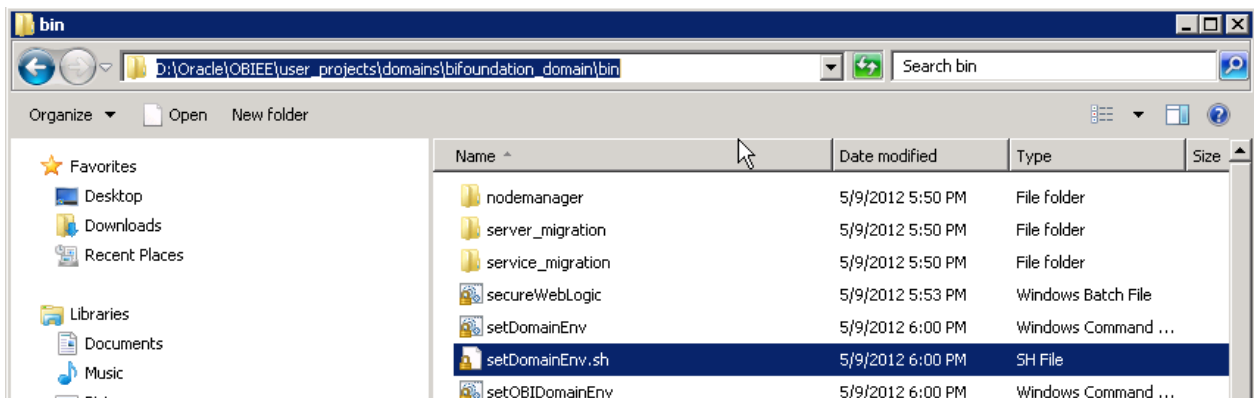 bin
D:\Oracle\OBIEE\user_projects\domains\bifoundation_domain\bin
Search bin
Organize
Open
New folder
Favorites
Desktop
Downloads
Recent Places
Libraries
Documents
Music
Name
Date modified
Type
Size
nodemanager 5/9/2012 5:50 PM File folder
server_migration 5/9/2012 5:50 PM File folder
service_migration 5/9/2012 5:50 PM File folder
secureWebLogic 5/9/2012 5:53 PM Windows Batch File
setDomainEnv 5/9/2012 6:00 PM Windows Command ...
setDomainEnv.sh 5/9/2012 6:00 PM SH File
setOBIDomainEnv 5/9/2012 6:00 PM Windows Command ...